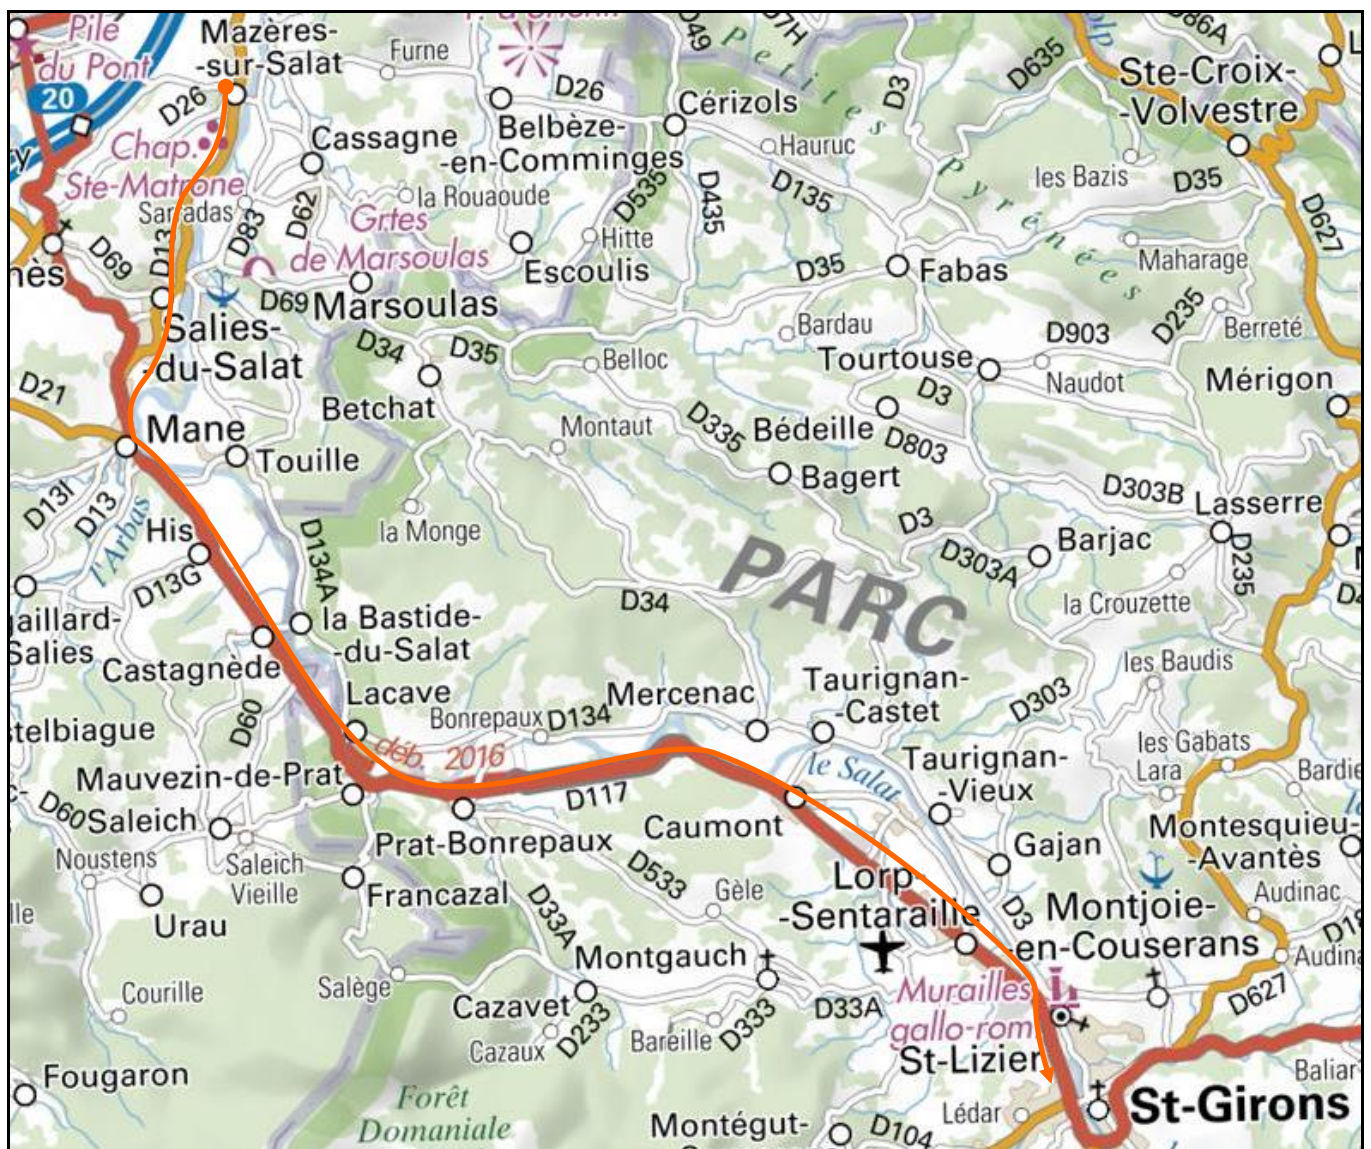 Pile
du Pont
20
D26
Mazères-
-sur-Salat
Furne
D49
D7H
Petites
D3
D635
D86A
Ste-Croix-
-Volvestre
Chap.
Ste-Matrone
Cassagne
Belbèze-
-en-Comminges
D26
Cérizols
Hauruc
D135
Pyrénées
les Bazis
D35
D627
la Rouaoude
Sarradas
D83
D62
Grtes
de Marsoulas
D535
D435
Hitte
Escoulis
D35
Fabas
Maharage
D69
D13
D69
Marsoulas
Bardau
D903
D235
Berreté
Salies-
-du-Salat
D34
D35
Belloc
Tourtouse
Naudot
Mérigon
D21
Betchat
D3
Mane
Touille
Montaut
D335
Bédeille
D803
Bagert
D13I
D13
l'Arbas
His
la Monge
D303B
Lasserre
D3
D303A
Barjac
D235
PARC
D13G
D134A
D34
la Crouzette
gaillard-
Salies
la Bastide-
-du-Salat
Castagnède
les Baudis
Lacave
Mercenac
Taurignan-
-Castet
D303
stelbiague
D60
Bonrepaux
D134
déb. 2016
les Gabats
Lara
Bardie
Mauvezin-de-Prat
D117
le Salat
Taurignan-
-Vieux
D60
Saleich
Caumont
Montesquieu-
-Avantès
Noustens
Saleich
Vieille
Prat-Bonrepaux
D533
Gajan
Francazal
Gèle
Lorp-
-Sentaraille
D3
Audinac
Urau
D33A
Montjoie-
-en-Couserans
Montgauch
Salège
Courille
Cazavet
Murailles
gallo-rom
D33A
D627
D233
Cazaux
Bareille
D333
St-Lizier
Fougaron
Baliar
Forêt
Domaniale
Lédar
St-Girons
Montégut-
D104